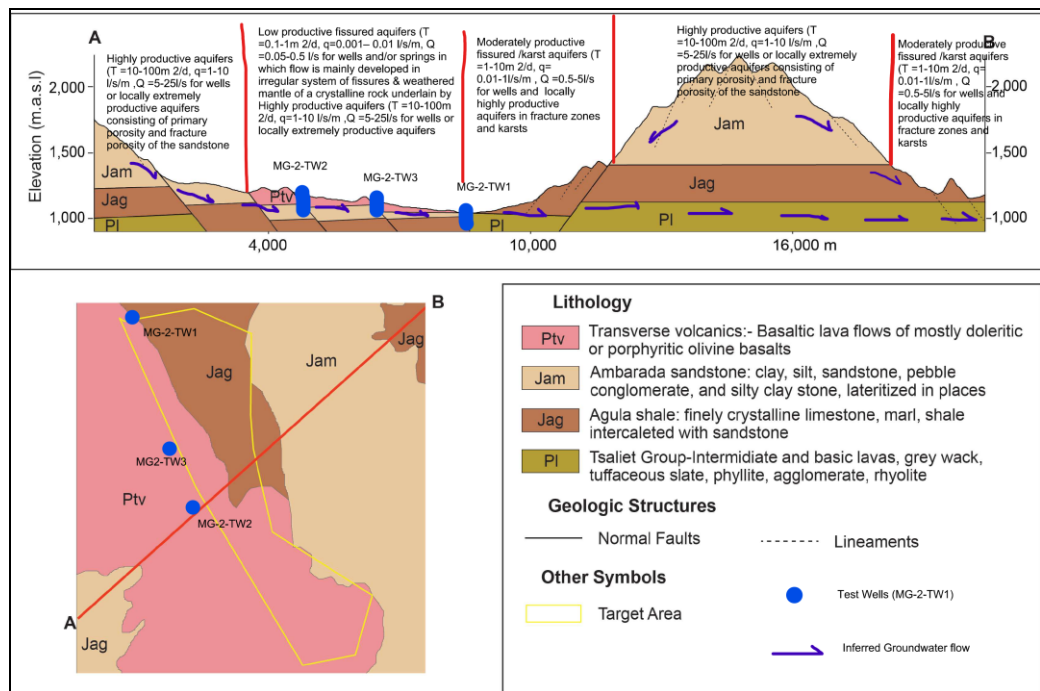 A
Highly productive aquifers
(T =10-100m 2/d, q=1-10
l/s/m ,Q =5-25l/s for wells
or locally extremely
productive aquifers
consisting of primary
porosity and fracture
porosity of the sandstone
Low productive fissured aquifers (T
=0.1-1m 2/d, q=0.001– 0.01 l/s/m, Q
=0.05-0.5 l/s for wells and/or springs in
which flow is mainly developed in
irregular system of fissures & weathered
mantle of a crystalline rock underlain by
Highly productive aquifers (T =10-100m
2/d, q=1-10 l/s/m ,Q =5-25l/s for wells
or locally extremely productive aquifers
Moderately productive
fissured /karst aquifers (T
=1-10m 2/d, q=
0.01-1l/s/m , Q =0.5-5l/s
for wells and locally
highly productive
aquifers in fracture zones
and karsts
Highly productive aquifers (T
=10-100m 2/d, q=1-10 l/s/m ,Q
=5-25l/s for wells or locally extremely
productive aquifers consisting of
primary porosity and fracture
porosity of the sandstone
B
Moderately productive
fissured /karst aquifers
(T =1-10m 2/d, q=
0.01-1l/s/m , Q
=0.5-5l/s for wells and
locally highly
productive aquifers in
fracture zones and
karsts
Elevation (m.a.s.l)
2,000
1,500
1,000
2,000
1,500
1,000
Jam
Jag
Pl
MG-2-TW2
Ptv
MG-2-TW3
MG-2-TW1
Pl
Jam
Jag
Pl
4,000
10,000
16,000 m
B
MG-2-TW1
Jag
Jam
Jag
MG2-TW3
Ptv
MG-2-TW2
A
Jag
Lithology
Ptv
Transverse volcanics:- Basaltic lava flows of mostly doleritic
or porphyritic olivine basalts
Jam
Ambarada sandstone: clay, silt, sandstone, pebble
conglomerate, and silty clay stone, lateritized in places
Jag
Agula shale: finely crystalline limestone, marl, shale
intercaleted with sandstone
Pl
Tsaliet Group-Intermidiate and basic lavas, grey wack,
tuffaceous slate, phyllite, agglomerate, rhyolite
Geologic Structures
Normal Faults
Lineaments
Other Symbols
Target Area
Test Wells (MG-2-TW1)
Inferred Groundwater flow